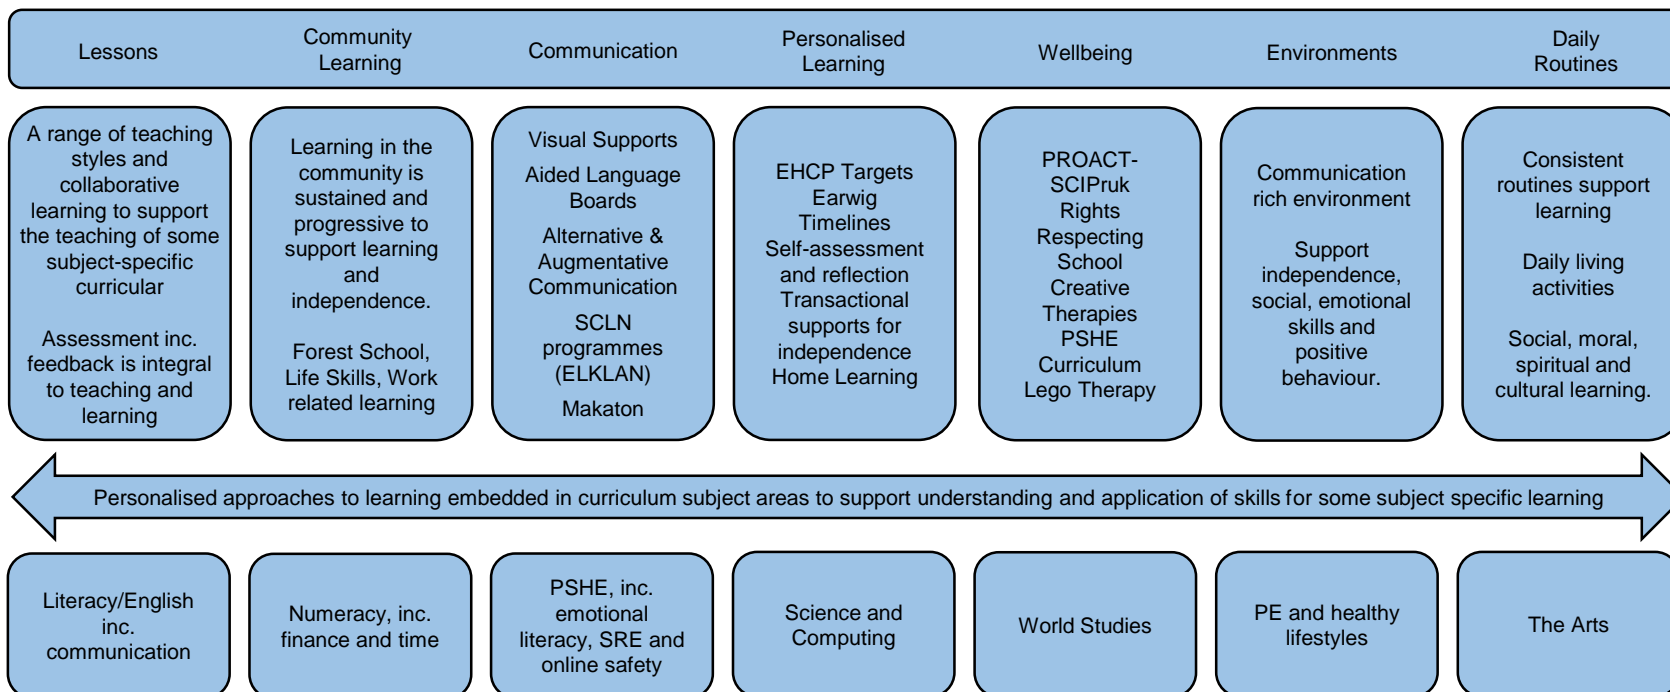 Lessons
Community
Learning
Communication
Personalised
Learning
Wellbeing
Environments
Daily
Routines
A range of teaching
styles and
collaborative
learning to support
the teaching of some
subject-specific
curricular
Assessment inc.
feedback is integral
to teaching and
learning
Learning in the
community is
sustained and
progressive to
support learning
and
independence.
Forest School,
Life Skills, Work
related learning
Visual Supports
Aided Language
Boards
Alternative &
Augmentative
Communication
SCLN
programmes
(ELKLAN)
Makaton
EHCP Targets
Earwig
Timelines
Self-assessment
and reflection
Transactional
supports for
independence
Home Learning
PROACT-
SCIPruk
Rights
Respecting
School
Creative
Therapies
PSHE
Curriculum
Lego Therapy
Communication
rich environment
Support
independence,
social, emotional
skills and
positive
behaviour.
Consistent
routines support
learning
Daily living
activities
Social, moral,
spiritual and
cultural learning.
Personalised approaches to learning embedded in curriculum subject areas to support understanding and application of skills for some subject specific learning
Literacy/English
inc.
communication
Numeracy, inc.
finance and time
PSHE, inc.
emotional
literacy, SRE and
online safety
Science and
Computing
World Studies
PE and healthy
lifestyles
The Arts